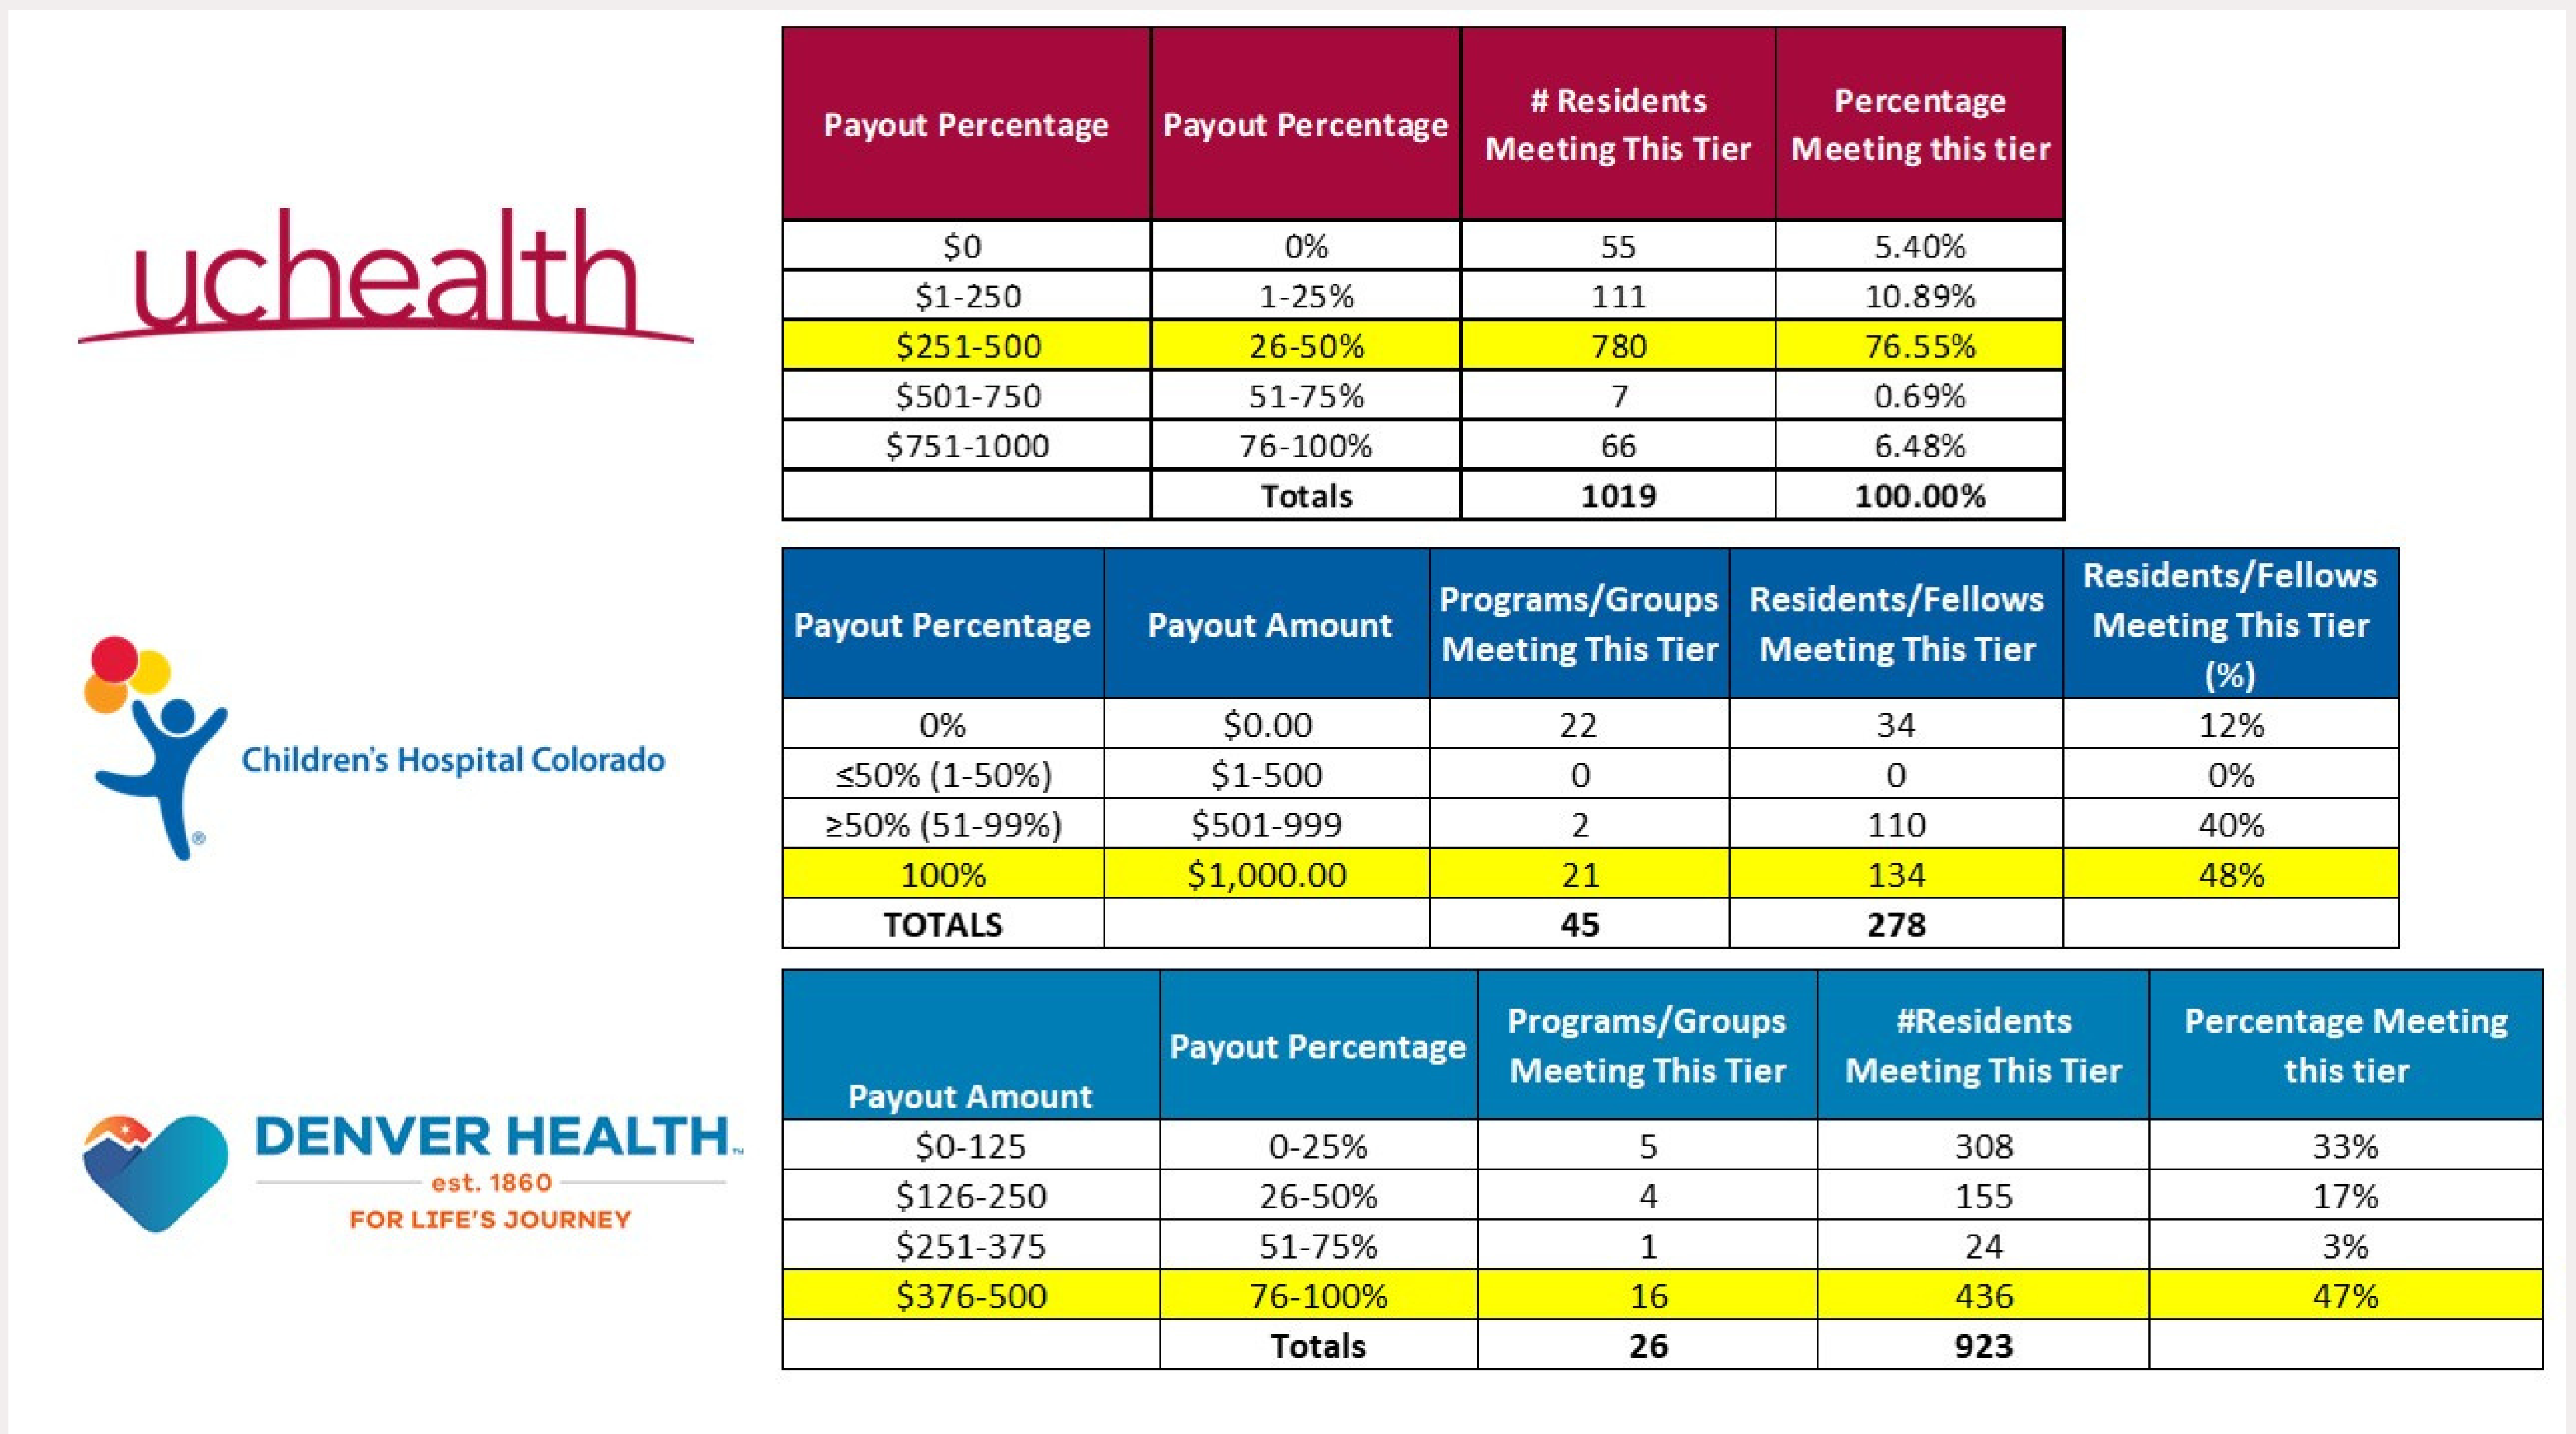 uchealth
Payout Percentage Payout Percentage # Residents Meeting This Tier Percentage Meeting this tier
$0 0% 55 5.40%
$1-250 1-25% 111 10.89%
$251-500 26-50% 780 76.55%
$501-750 51-75% 7 0.69%
$751-1000 76-100% 66 6.48%
Totals 1019 100.00%
Children's Hospital Colorado
®
Payout Percentage Payout Amount Programs/Groups Meeting This Tier Residents/Fellows Meeting This Tier Residents/Fellows Meeting This Tier (%)
0% $0.00 22 34 12%
≤50% (1-50%) $1-500 0 0 0%
≥50% (51-99%) $501-999 2 110 40%
100% $1,000.00 21 134 48%
TOTALS 45 278
DENVER HEALTH™
est. 1860
FOR LIFE'S JOURNEY
Payout Amount Payout Percentage Programs/Groups Meeting This Tier #Residents Meeting This Tier Percentage Meeting this tier
$0-125 0-25% 5 308 33%
$126-250 26-50% 4 155 17%
$251-375 51-75% 1 24 3%
$376-500 76-100% 16 436 47%
Totals 26 923